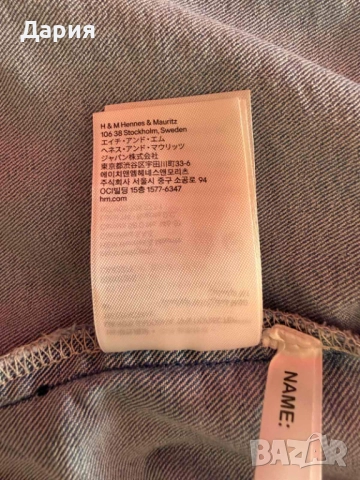 Дария
H & M Hennes & Mauritz
106 38 Stockholm, Sweden
エイチ・アンド・エム
ヘネス・アンド・マウリッツ
ジャパン株式会社
東京都渋谷区宇田川町33-6
에이치앤엠헤네스앤모리츠
주식회사 서울시 중구 소공로 94
OCI빌딩 15층 1577-6347
hm.com
NAME:
BAZAR
bg